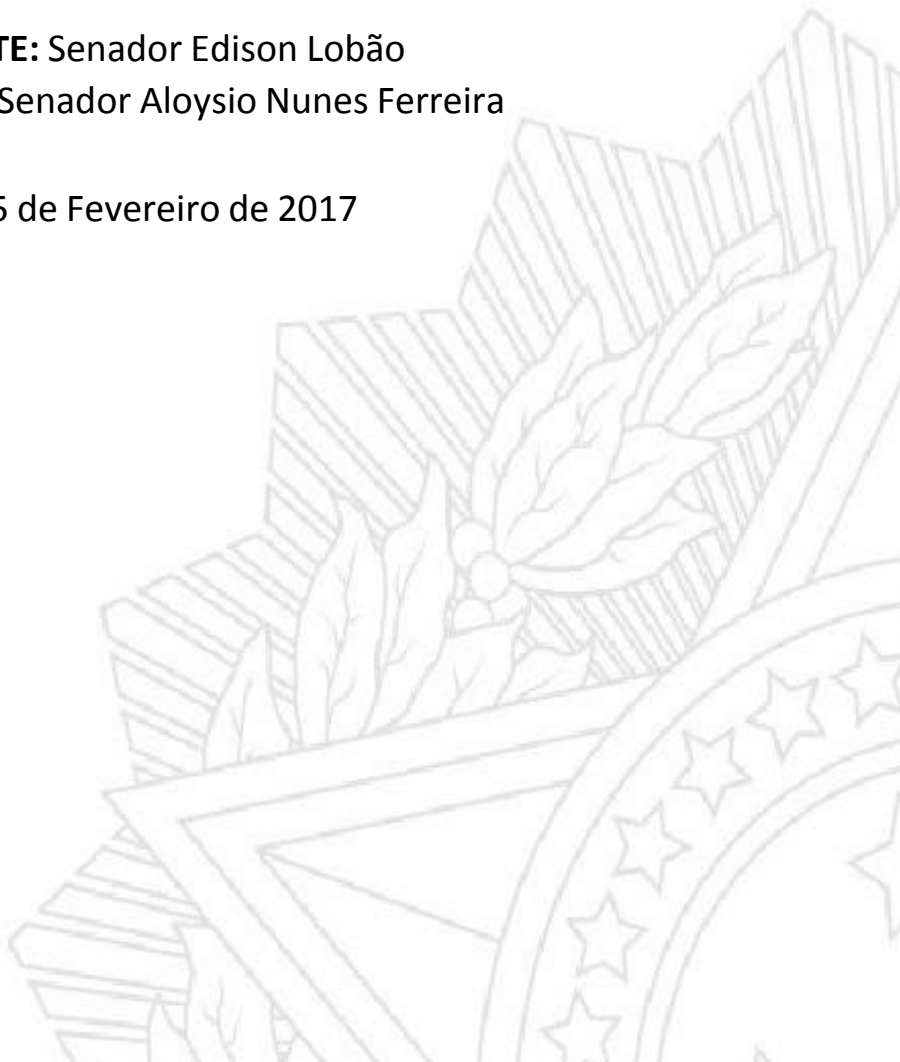 TE: Senador Edison Lobão
Senador Aloysio Nunes Ferreira
5 de Fevereiro de 2017